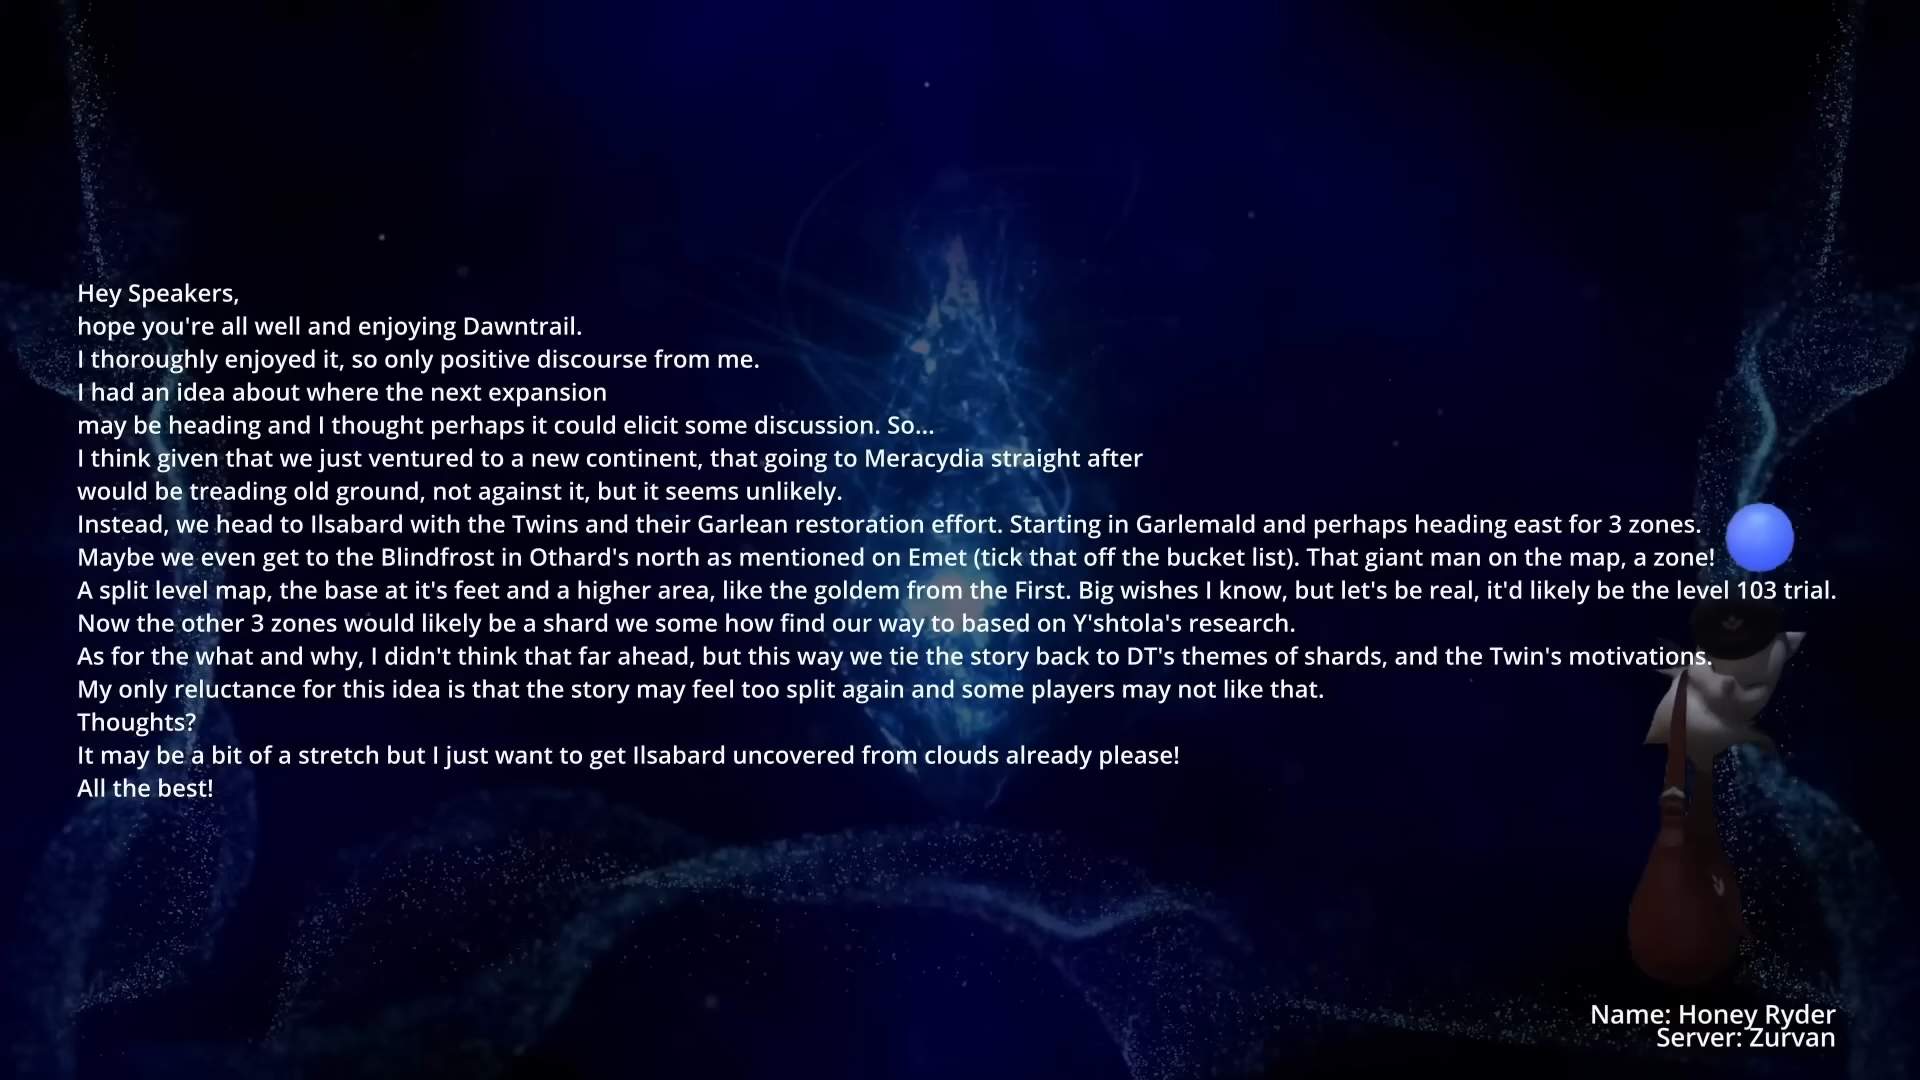 Hey Speakers,
hope you're all well and enjoying Dawntrail.
I thoroughly enjoyed it, so only positive discourse from me.
I had an idea about where the next expansion
may be heading and I thought perhaps it could elicit some discussion. So...
I think given that we just ventured to a new continent, that going to Meracydia straight after
would be treading old ground, not against it, but it seems unlikely.
Instead, we head to Ilsabard with the Twins and their Garlean restoration effort. Starting in Garlemald and perhaps heading east for 3 zones.
Maybe we even get to the Blindfrost in Othard's north as mentioned on Emet (tick that off the bucket list). That giant man on the map, a zone!
A split level map, the base at it's feet and a higher area, like the goldem from the First. Big wishes I know, but let's be real, it'd likely be the level 103 trial.
Now the other 3 zones would likely be a shard we some how find our way to based on Y'shtola's research.
As for the what and why, I didn't think that far ahead, but this way we tie the story back to DT's themes of shards, and the Twin's motivations.
My only reluctance for this idea is that the story may feel too split again and some players may not like that.
Thoughts?
It may be a bit of a stretch but I just want to get Ilsabard uncovered from clouds already please!
All the best!
Name: Honey Ryder
Server: Zurvan